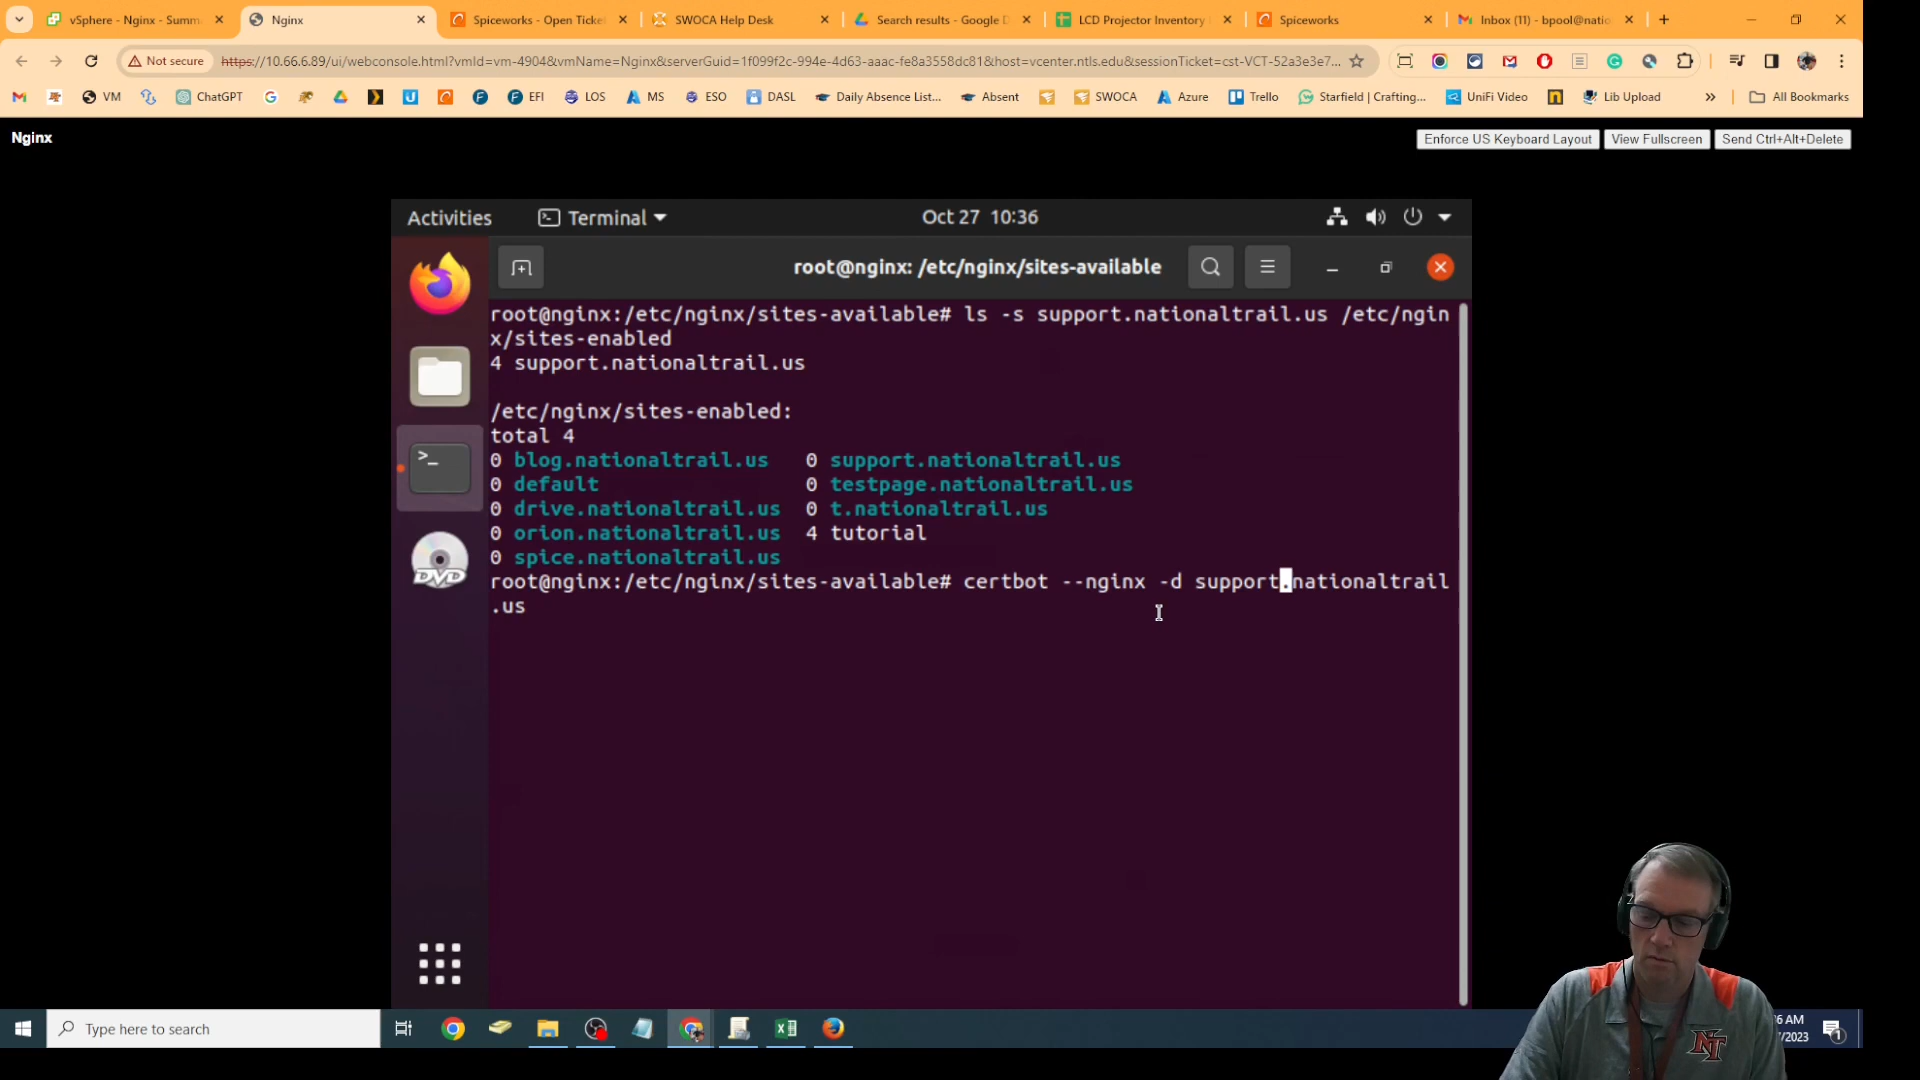 vSphere - Nginx - Summ
Nginx
Spiceworks - Open Ticke
SWOCA Help Desk
Search results - Google D
LCD Projector Inventory
Spiceworks
Inbox (11) - bpool@natio
Not secure
https://10.66.6.89/ui/webconsole.html?vmId=vm-4904&vmName=Nginx&serverGuid=1f099f2c-994e-4d63-aaac-fe8a3558dc81&host=vcenter.ntls.edu&sessionTicket=cst-VCT-52a3e3e7...
VM
ChatGPT
EFI
LOS
MS
ESO
DASL
Daily Absence List...
Absent
SWOCA
Azure
Trello
Starfield | Crafting...
UniFi Video
Lib Upload
»
All Bookmarks
Nginx
Enforce US Keyboard Layout
View Fullscreen
Send Ctrl+Alt+Delete
Activities
Terminal
Oct 27 10:36
root@nginx: /etc/nginx/sites-available
root@nginx:/etc/nginx/sites-available# ls -s support.nationaltrail.us /etc/ngin
x/sites-enabled
4 support.nationaltrail.us
/etc/nginx/sites-enabled:
total 4
0 blog.nationaltrail.us 0 support.nationaltrail.us
0 default 0 testpage.nationaltrail.us
0 drive.nationaltrail.us 0 t.nationaltrail.us
0 orion.nationaltrail.us 4 tutorial
0 spice.nationaltrail.us
root@nginx:/etc/nginx/sites-available# certbot --nginx -d support.nationaltrail
.us
DVD
NT
Type here to search
6 AM
/2023
1